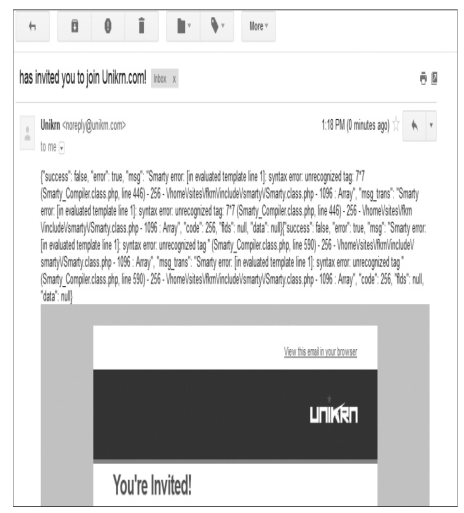 More
has invited you to join Unikrn.com! Inbox x
Unikrn <noreply@unikrn.com> 1:18 PM (0 minutes ago)
to me
{"success": false, "error": true, "msg": "Smarty error: [in evaluated template line 1]: syntax error: unrecognized tag: 7*7
(Smarty_Compiler.class.php, line 446) - 256 - \/home\/sites\/fkm\/include\/smarty\/Smarty.class.php - 1096 : Array", "msg_trans": "Smarty
error: [in evaluated template line 1]: syntax error: unrecognized tag: 7*7 (Smarty_Compiler.class.php, line 446) - 256 - \/home\/sites\/fkm
\/include\/smarty\/Smarty.class.php - 1096 : Array", "code": 256, "flds": null, "data": null}{"success": false, "error": true, "msg": "Smarty error:
[in evaluated template line 1]: syntax error: unrecognized tag '' (Smarty_Compiler.class.php, line 590) - 256 - \/home\/sites\/fkm\/include\/
smarty\/Smarty.class.php - 1096 : Array", "msg_trans": "Smarty error: [in evaluated template line 1]: syntax error: unrecognized tag ''
(Smarty_Compiler.class.php, line 590) - 256 - \/home\/sites\/fkm\/include\/smarty\/Smarty.class.php - 1096 : Array", "code": 256, "flds": null,
"data": null}
View this email in your browser
UNIKRN
You're Invited!